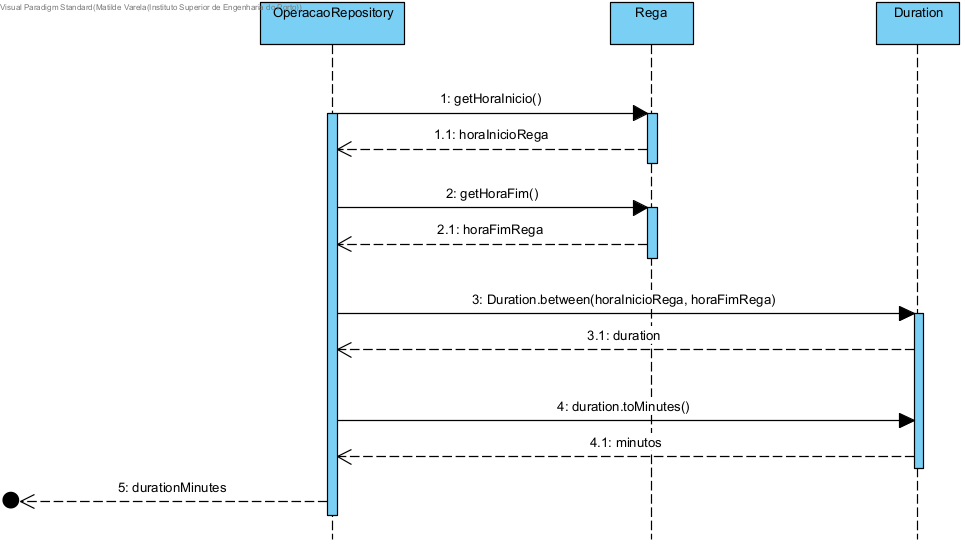 Visual Paradigm Standard(Matilde Varela(Instituto Superior de Engenharia do Porto))
OperacaoRepository
Rega
Duration
1: getHoraInicio()
1.1: horaInicioRega
2: getHoraFim()
2.1: horaFimRega
3: Duration.between(horaInicioRega, horaFimRega)
3.1: duration
4: duration.toMinutes()
4.1: minutos
5: durationMinutes